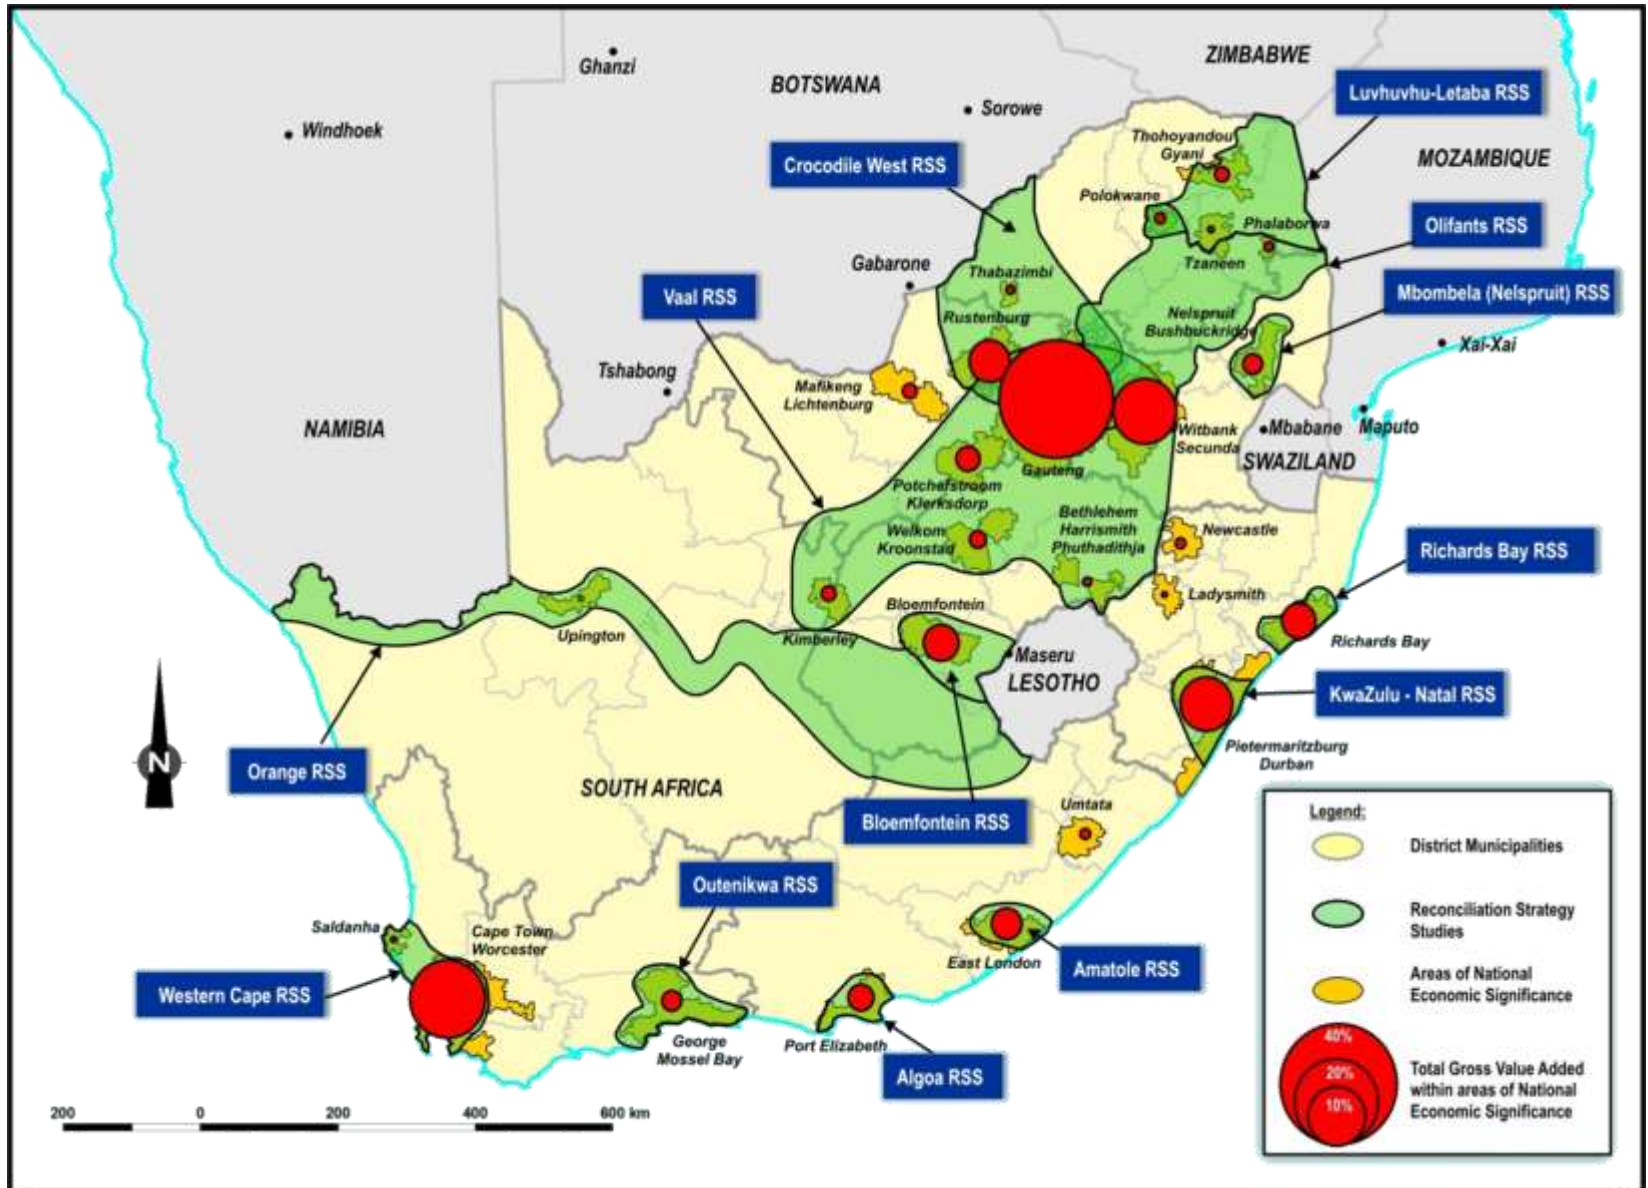 ZIMBABWE
Ghanzi
BOTSWANA
Luvhuvhu-Letaba RSS
Sorowe
Windhoek
Thohoyandou
Gyani
MOZAMBIQUE
Crocodile West RSS
Polokwane
Phalaborwa
Olifants RSS
Gabarone
Tzaneen
Thabazimbi
Vaal RSS
Mbombela (Nelspruit) RSS
Rustenburg
Nelspruit
Bushbuckridge
Xai-Xai
Tshabong
Mafikeng
Lichtenburg
NAMIBIA
Witbank
Secunda
Mbabane
Maputo
SWAZILAND
Gauteng
Potchefstroom
Klerksdorp
Bethlehem
Harrismith
Phuthadithja
Welkom
Kroonstad
Newcastle
Richards Bay RSS
Ladysmith
Bloemfontein
Upington
Kimberley
Richards Bay
Maseru
LESOTHO
KwaZulu - Natal RSS
Pietermaritzburg
Durban
N
Orange RSS
SOUTH AFRICA
Umtata
Bloemfontein RSS
Outenikwa RSS
Saldanha
Cape Town
Worcester
East London
Amatole RSS
Western Cape RSS
George
Mossel Bay
Port Elizabeth
Algoa RSS
200 0 200 400 600 km
Legend:
District Municipalities
Reconciliation Strategy
Studies
Areas of National
Economic Significance
40%
20%
10%
Total Gross Value Added
within areas of National
Economic Significance